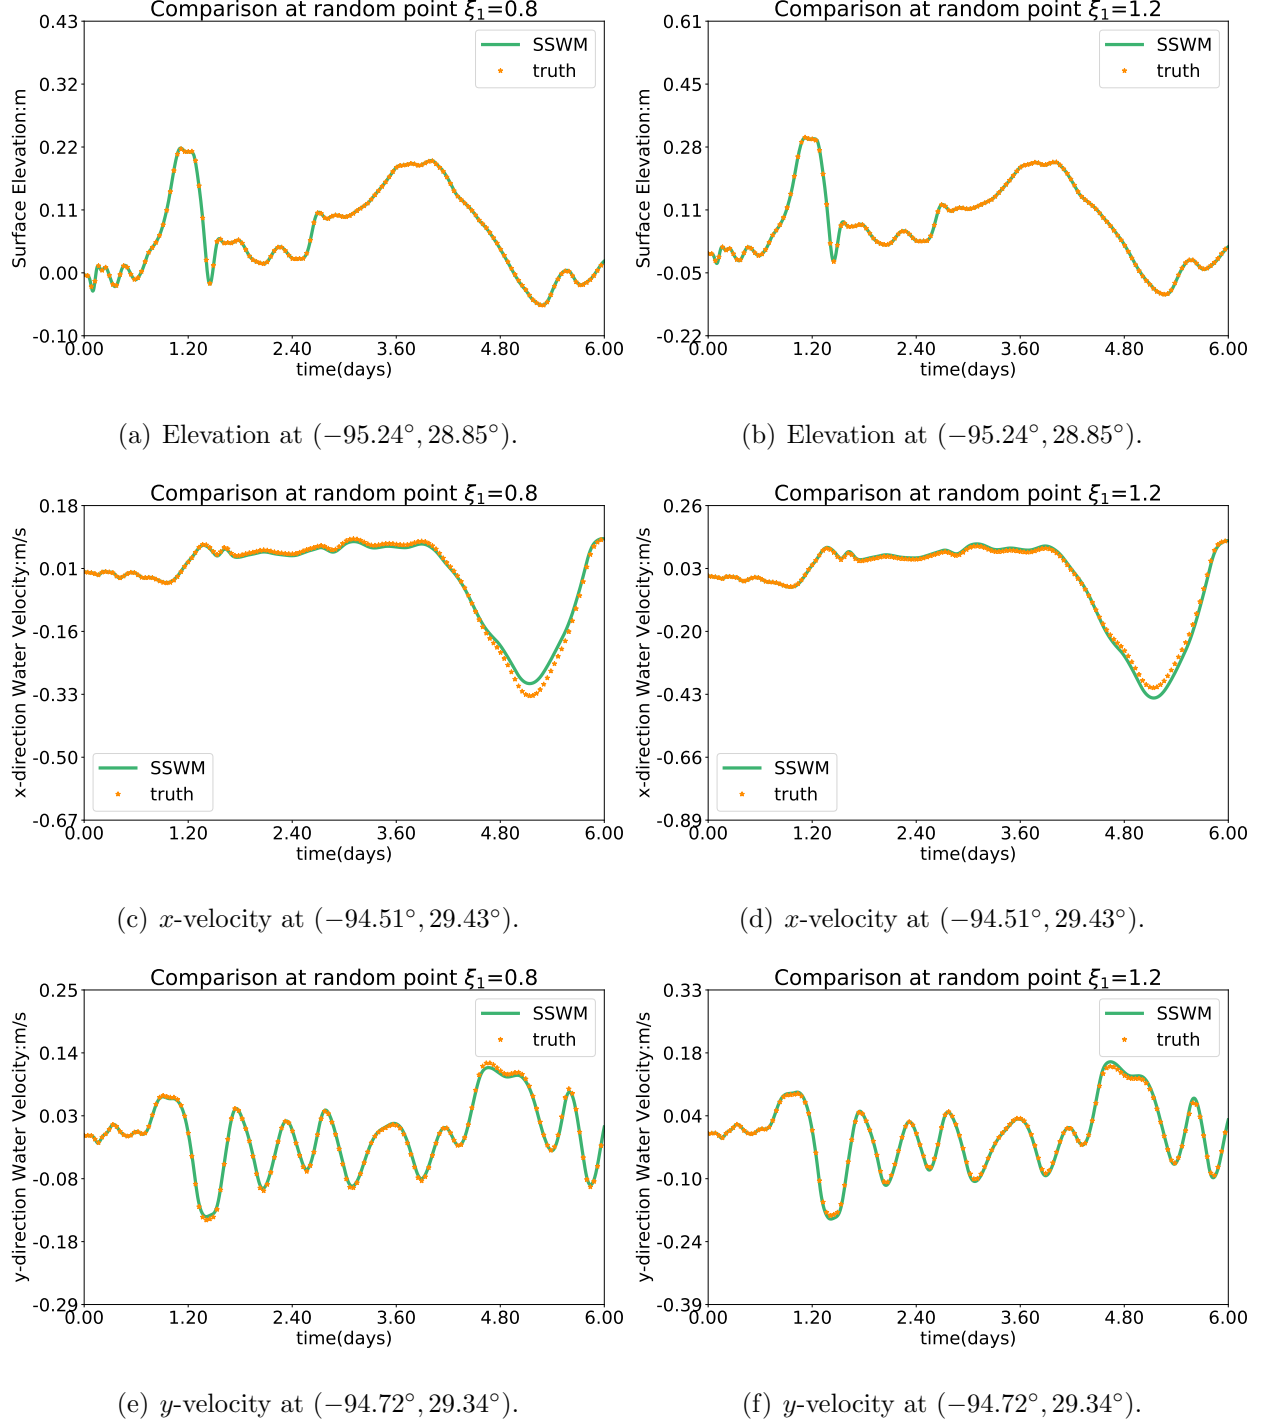 Comparison at random point ξ₁=0.8
Surface Elevation:m
0.43
0.32
0.22
0.11
0.00
-0.10
SSWM
truth
0.00 1.20 2.40 3.60 4.80 6.00
time(days)
(a) Elevation at (−95.24°, 28.85°).
Comparison at random point ξ₁=1.2
Surface Elevation:m
0.61
0.45
0.28
0.11
-0.05
-0.22
SSWM
truth
0.00 1.20 2.40 3.60 4.80 6.00
time(days)
(b) Elevation at (−95.24°, 28.85°).
Comparison at random point ξ₁=0.8
x-direction Water Velocity:m/s
0.18
0.01
-0.16
-0.33
-0.50
-0.67
SSWM
truth
0.00 1.20 2.40 3.60 4.80 6.00
time(days)
(c) x-velocity at (−94.51°, 29.43°).
Comparison at random point ξ₁=1.2
x-direction Water Velocity:m/s
0.26
0.03
-0.20
-0.43
-0.66
-0.89
SSWM
truth
0.00 1.20 2.40 3.60 4.80 6.00
time(days)
(d) x-velocity at (−94.51°, 29.43°).
Comparison at random point ξ₁=0.8
y-direction Water Velocity:m/s
0.25
0.14
0.03
-0.08
-0.18
-0.29
SSWM
truth
0.00 1.20 2.40 3.60 4.80 6.00
time(days)
(e) y-velocity at (−94.72°, 29.34°).
Comparison at random point ξ₁=1.2
y-direction Water Velocity:m/s
0.33
0.18
0.04
-0.10
-0.24
-0.39
SSWM
truth
0.00 1.20 2.40 3.60 4.80 6.00
time(days)
(f) y-velocity at (−94.72°, 29.34°).